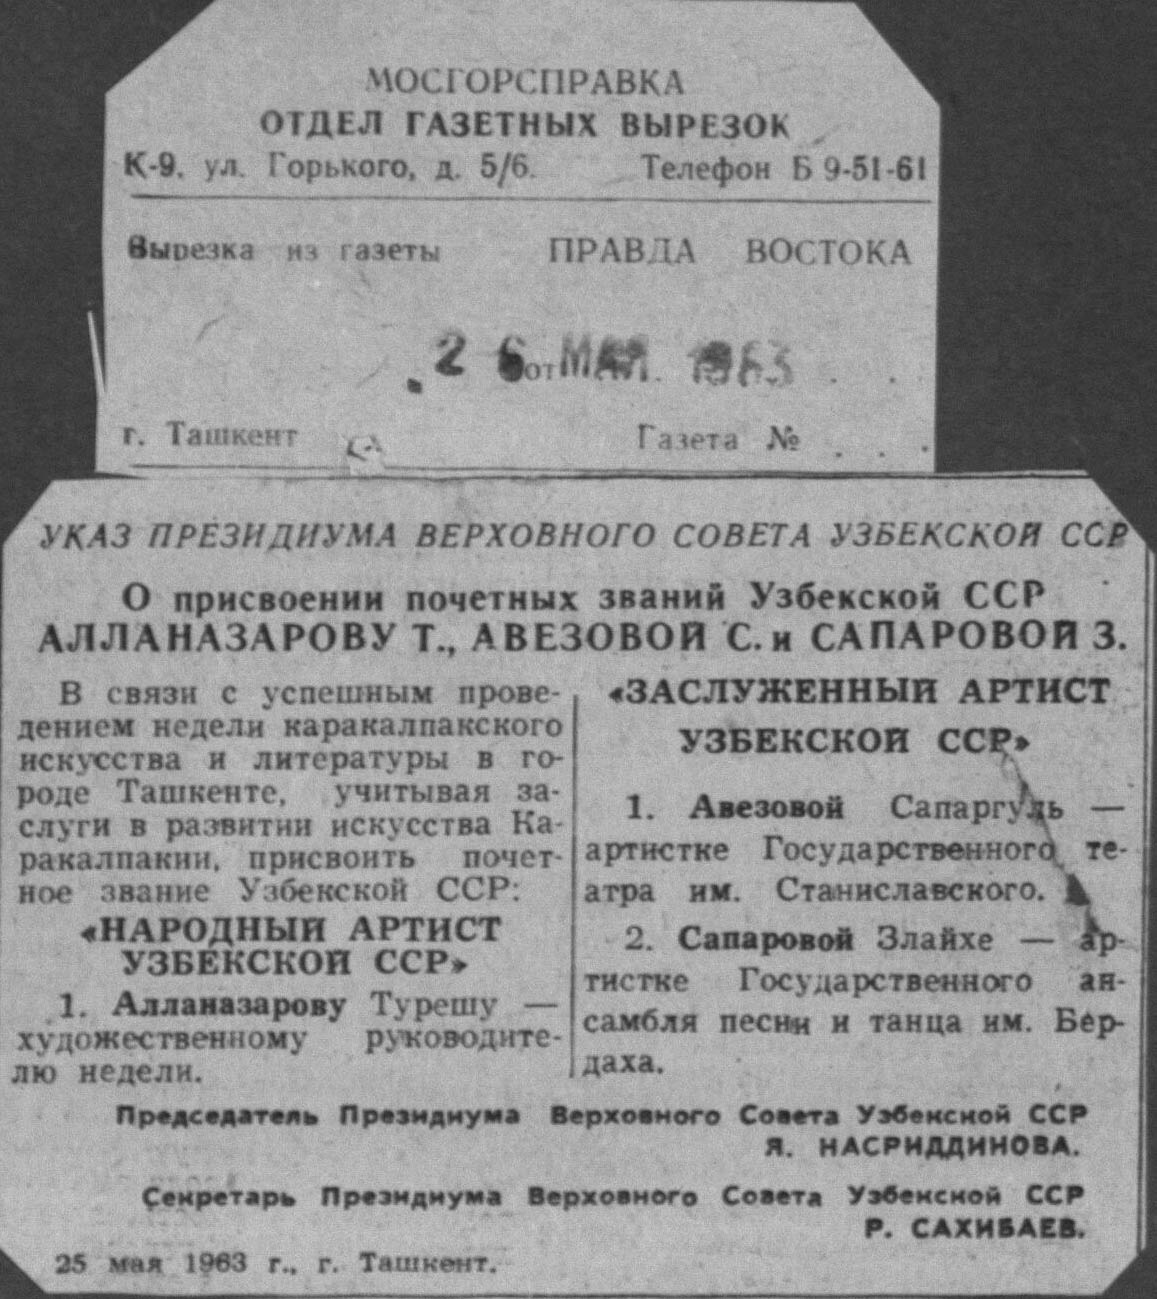 МОСГОРСПРАВКА
ОТДЕЛ ГАЗЕТНЫХ ВЫРЕЗОК
К-9, ул. Горького, д. 5/6. Телефон Б 9-51-61
Вырезка из газеты ПРАВДА ВОСТОКА
. 2 6 от МАЯ. 1963 . .
г. Ташкент Газета № . . .
УКАЗ ПРЕЗИДИУМА ВЕРХОВНОГО СОВЕТА УЗБЕКСКОЙ ССР
О присвоении почетных званий Узбекской ССР
АЛЛАНАЗАРОВУ Т., АВЕЗОВОЙ С. и САПАРОВОЙ З.
В связи с успешным прове-
дением недели каракалпакского
искусства и литературы в го-
роде Ташкенте, учитывая за-
слуги в развитии искусства Ка-
ракалпакии, присвоить почет-
ное звание Узбекской ССР:
«НАРОДНЫЙ АРТИСТ
УЗБЕКСКОЙ ССР»
1. Алланазарову Турешу —
художественному руководите-
лю недели.
«ЗАСЛУЖЕННЫЙ АРТИСТ
УЗБЕКСКОЙ ССР»
1. Авезовой Сапаргуль —
артистке Государственного те-
атра им. Станиславского.
2. Сапаровой Злайхе — ар-
тистке Государственного ан-
самбля песни и танца им. Бер-
даха.
Председатель Президиума Верховного Совета Узбекской ССР
Я. НАСРИДДИНОВА.
Секретарь Президиума Верховного Совета Узбекской ССР
Р. САХИБАЕВ.
25 мая 1963 г., г. Ташкент.